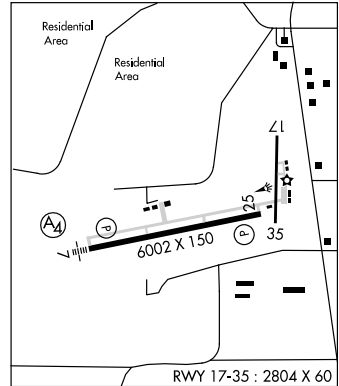 Residential
Area
Residential
Area
17
25
A4
P
7
6002 X 150
P
35
RWY 17-35 : 2804 X 60